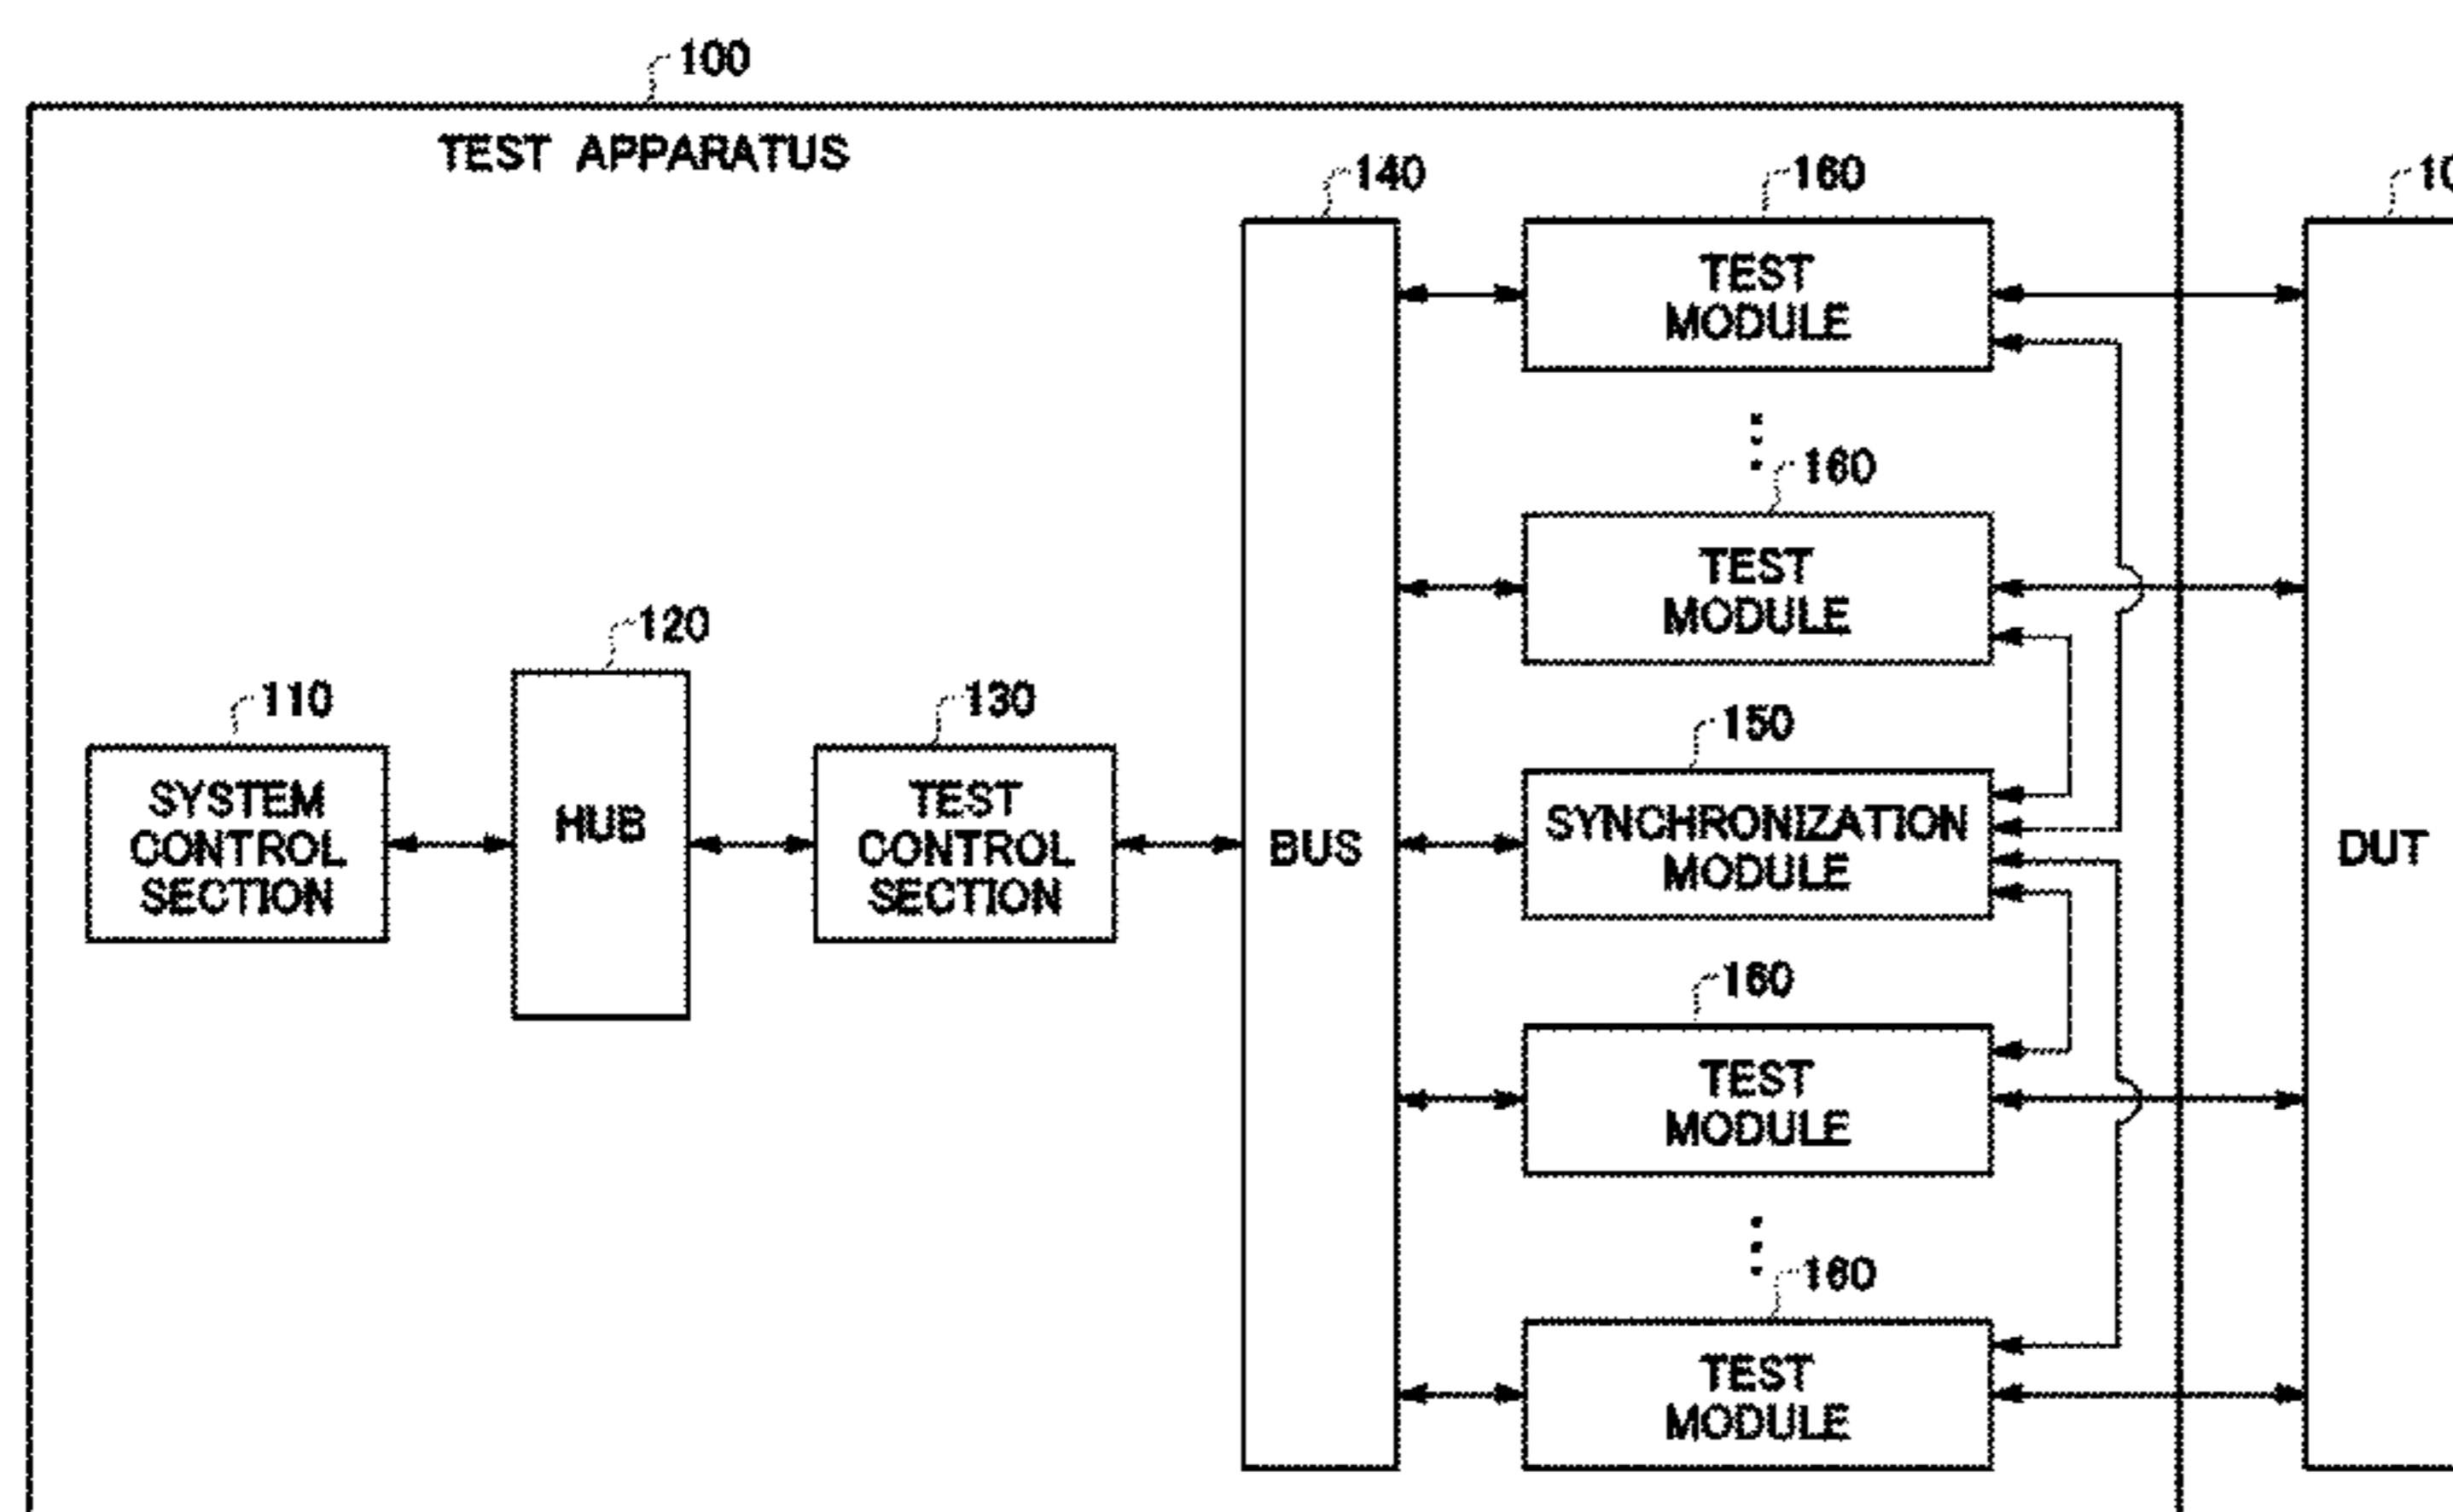 100
TEST APPARATUS
140
160
10
TEST
MODULE
160
TEST
MODULE
120
110
130
150
SYSTEM
CONTROL
SECTION
HUB
TEST
CONTROL
SECTION
BUS
SYNCHRONIZATION
MODULE
DUT
160
TEST
MODULE
160
TEST
MODULE